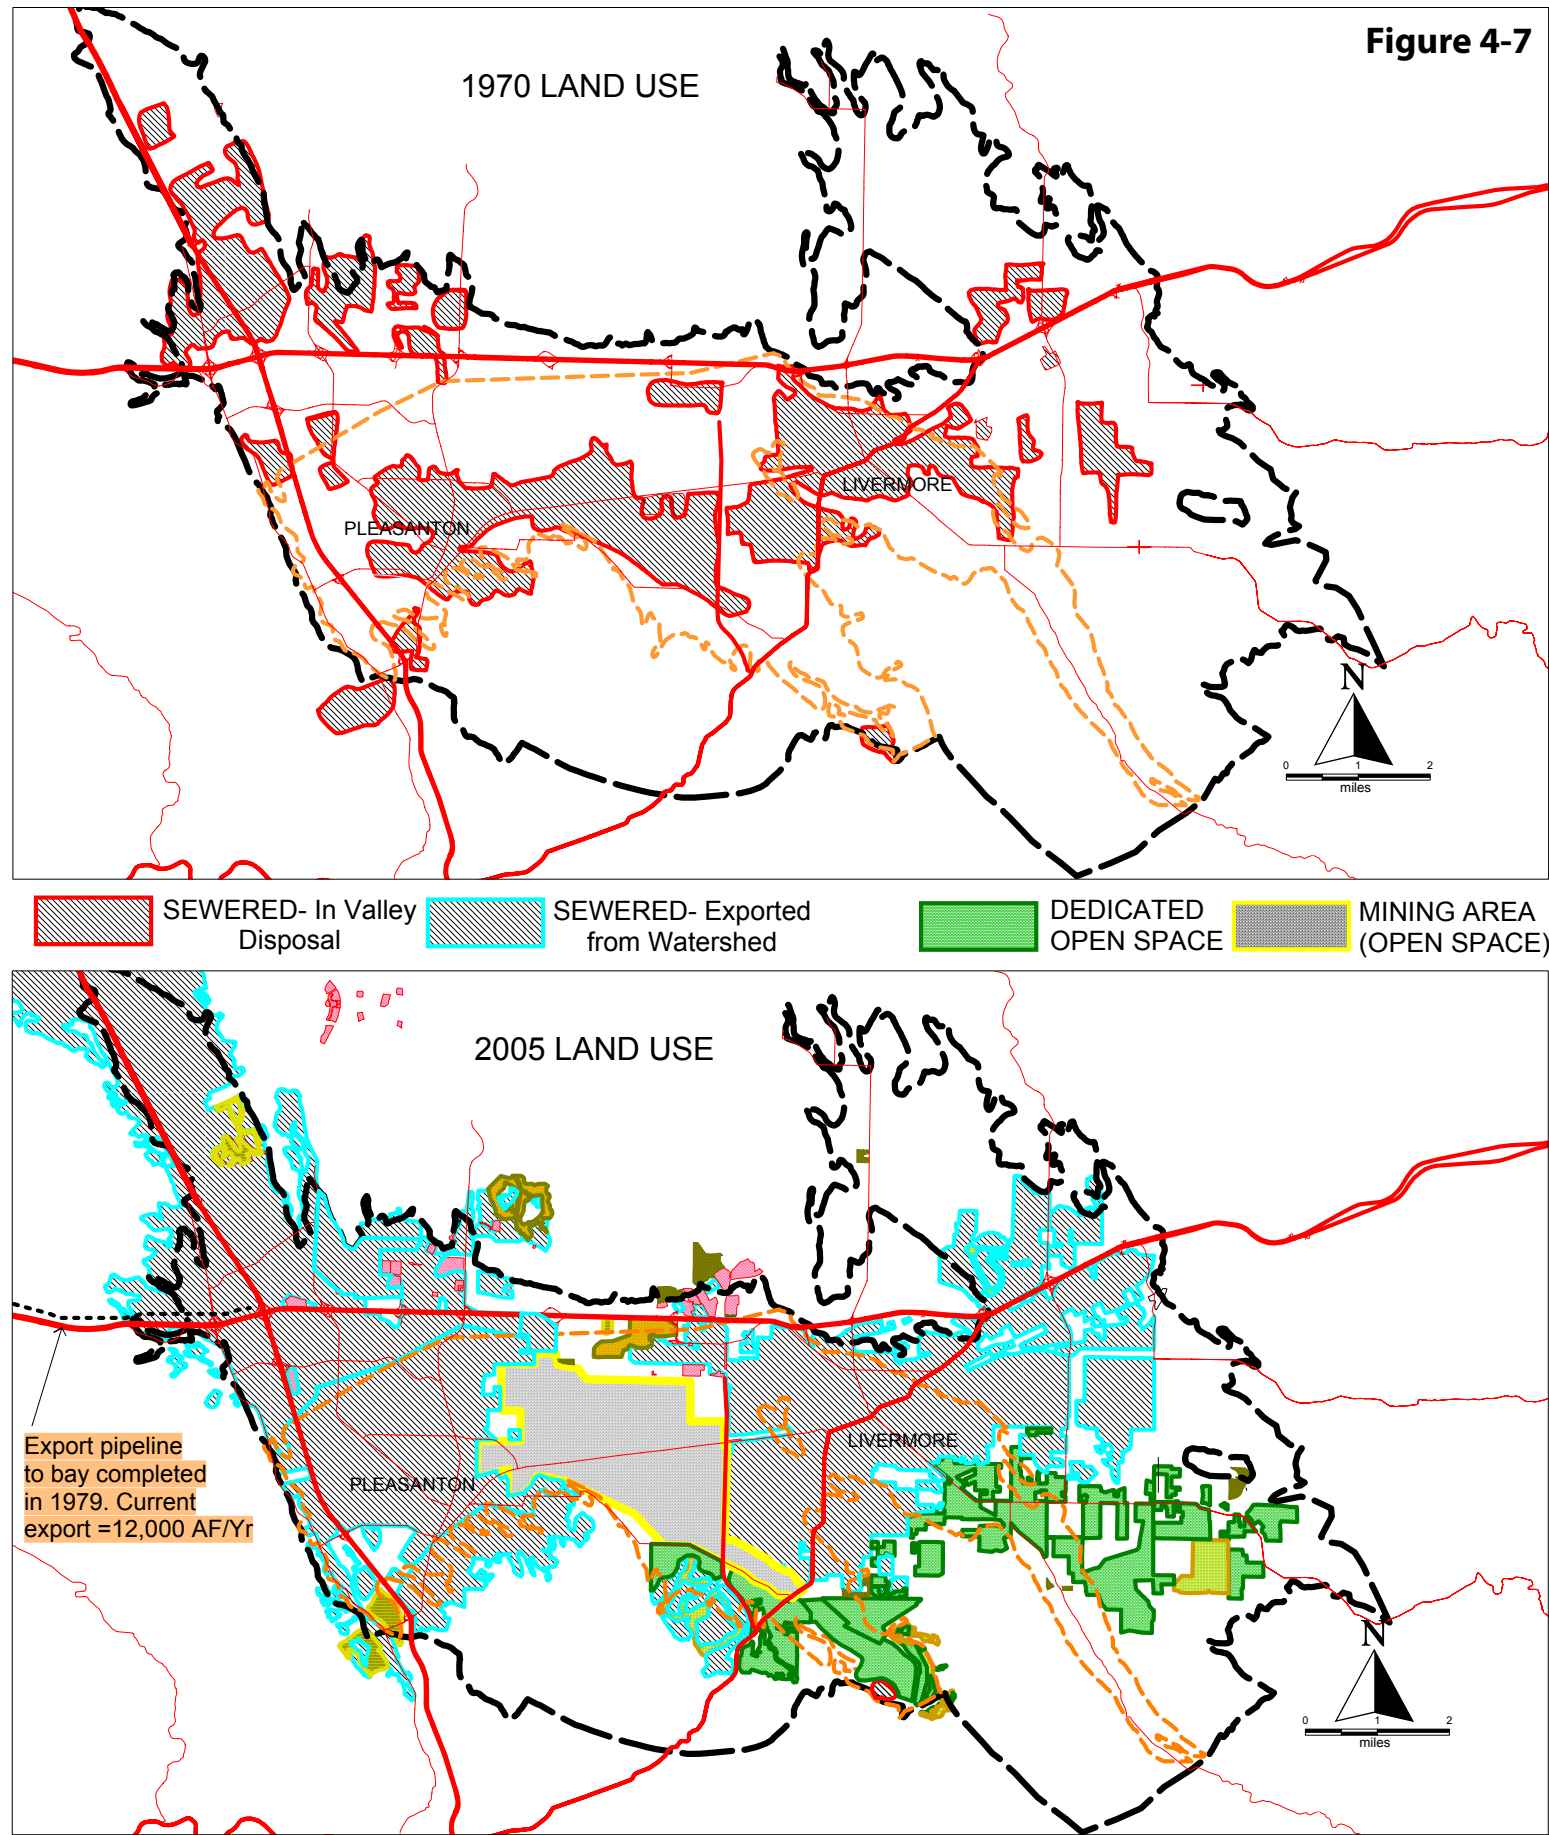 Figure 4-7
1970 LAND USE
LIVERMORE
PLEASANTON
N
0 1 2
miles
SEWERED- In Valley
Disposal
SEWERED- Exported
from Watershed
DEDICATED
OPEN SPACE
MINING AREA
(OPEN SPACE)
2005 LAND USE
Export pipeline
to bay completed
in 1979. Current
export =12,000 AF/Yr
LIVERMORE
PLEASANTON
N
0 1 2
miles